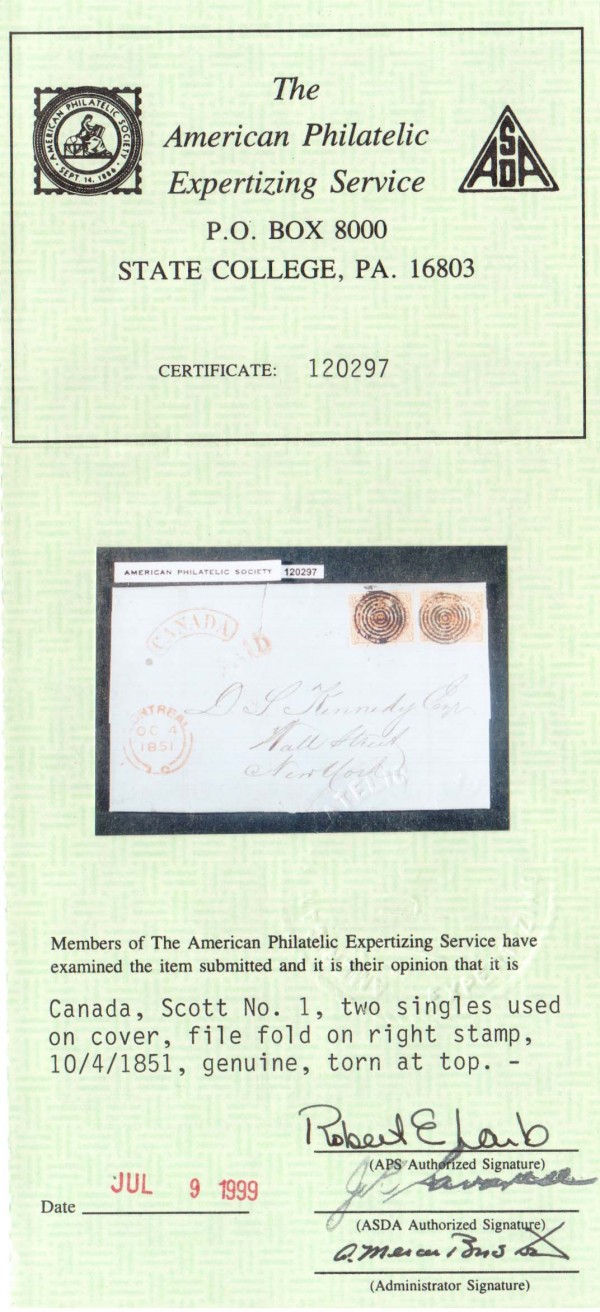 The
American Philatelic
Expertizing Service
P.O. BOX 8000
STATE COLLEGE, PA. 16803
AMERICAN PHILATELIC SOCIETY
SEPT. 14, 1886
ASDA
CERTIFICATE: 120297
AMERICAN PHILATELIC SOCIETY 120297
CANADA
PAID
MONTREAL
OC 4
1851
L.C
D S Kennedy Esqr
Wall Street
New York
Members of The American Philatelic Expertizing Service have
examined the item submitted and it is their opinion that it is
Canada, Scott No. 1, two singles used
on cover, file fold on right stamp,
10/4/1851, genuine, torn at top. -
Robert E Lamb
(APS Authorized Signature)
JUL 9 1999
Date
(ASDA Authorized Signature)
(Administrator Signature)